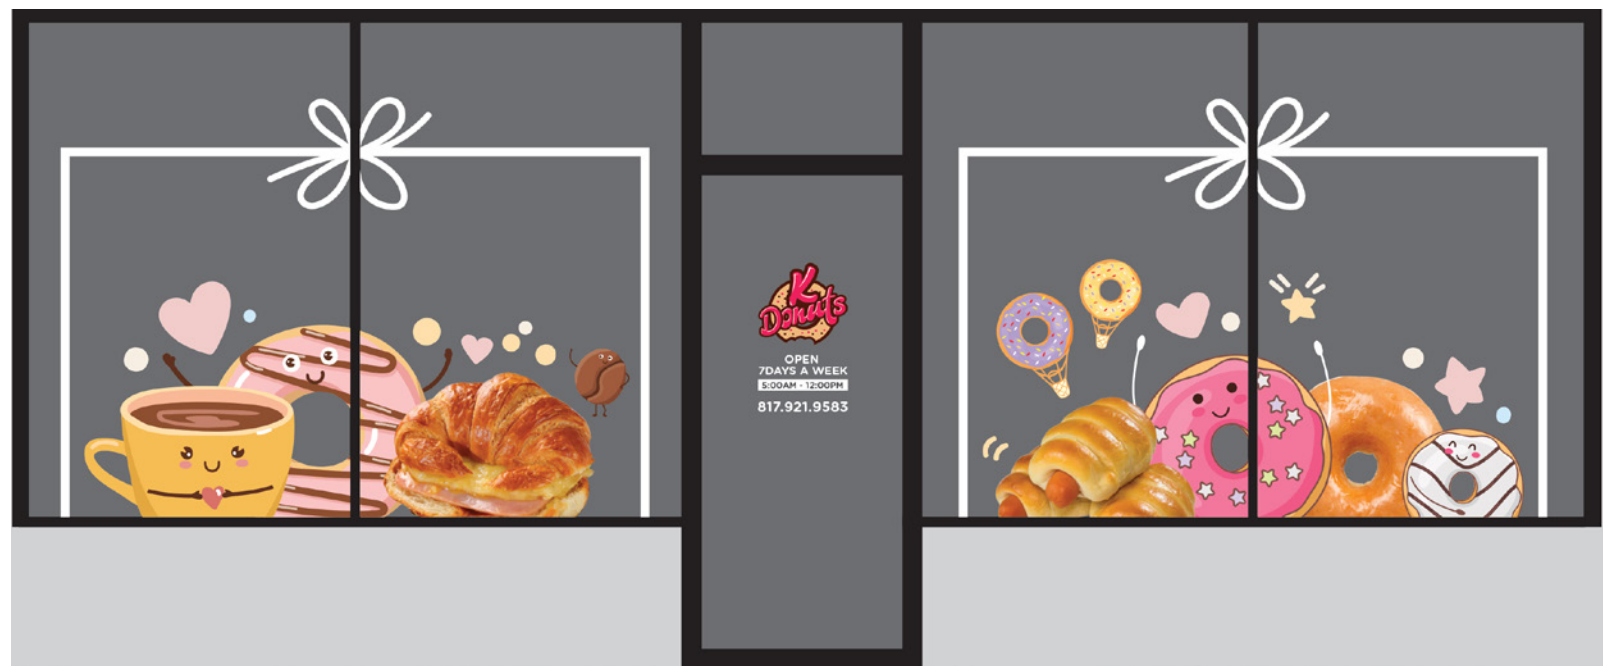 K
Donuts
OPEN
7DAYS A WEEK
5:00AM - 12:00PM
817.921.9583